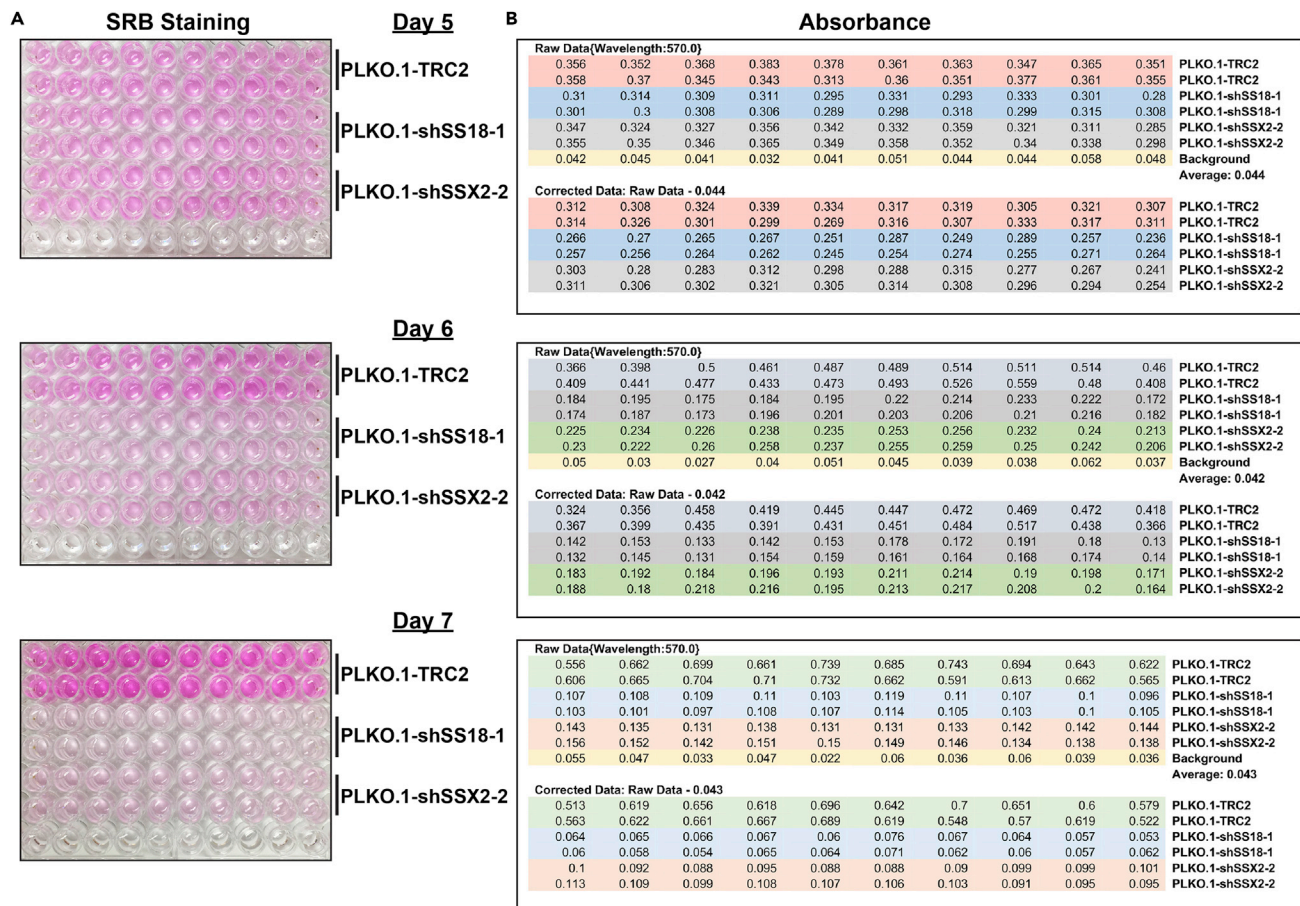 A SRB Staining Day 5 B Absorbance
PLKO.1-TRC2
PLKO.1-shSS18-1
PLKO.1-shSSX2-2
Raw Data{Wavelength:570.0}
0.356 0.352 0.368 0.383 0.378 0.361 0.363 0.347 0.365 0.351 PLKO.1-TRC2
0.358 0.37 0.345 0.343 0.313 0.36 0.351 0.377 0.361 0.355 PLKO.1-TRC2
0.31 0.314 0.309 0.311 0.295 0.331 0.293 0.333 0.301 0.28 PLKO.1-shSS18-1
0.301 0.3 0.308 0.306 0.289 0.298 0.318 0.299 0.315 0.308 PLKO.1-shSS18-1
0.347 0.324 0.327 0.356 0.342 0.332 0.359 0.321 0.311 0.285 PLKO.1-shSSX2-2
0.355 0.35 0.346 0.365 0.349 0.358 0.352 0.34 0.338 0.298 PLKO.1-shSSX2-2
0.042 0.045 0.041 0.032 0.041 0.051 0.044 0.044 0.058 0.048 Background
Average: 0.044
Corrected Data: Raw Data - 0.044
0.312 0.308 0.324 0.339 0.334 0.317 0.319 0.305 0.321 0.307 PLKO.1-TRC2
0.314 0.326 0.301 0.299 0.269 0.316 0.307 0.333 0.317 0.311 PLKO.1-TRC2
0.266 0.27 0.265 0.267 0.251 0.287 0.249 0.289 0.257 0.236 PLKO.1-shSS18-1
0.257 0.256 0.264 0.262 0.245 0.254 0.274 0.255 0.271 0.264 PLKO.1-shSS18-1
0.303 0.28 0.283 0.312 0.298 0.288 0.315 0.277 0.267 0.241 PLKO.1-shSSX2-2
0.311 0.306 0.302 0.321 0.305 0.314 0.308 0.296 0.294 0.254 PLKO.1-shSSX2-2
Day 6
PLKO.1-TRC2
PLKO.1-shSS18-1
PLKO.1-shSSX2-2
Raw Data{Wavelength:570.0}
0.366 0.398 0.5 0.461 0.487 0.489 0.514 0.511 0.514 0.46 PLKO.1-TRC2
0.409 0.441 0.477 0.433 0.473 0.493 0.526 0.559 0.48 0.408 PLKO.1-TRC2
0.184 0.195 0.175 0.184 0.195 0.22 0.214 0.233 0.222 0.172 PLKO.1-shSS18-1
0.174 0.187 0.173 0.196 0.201 0.203 0.206 0.21 0.216 0.182 PLKO.1-shSS18-1
0.225 0.234 0.226 0.238 0.235 0.253 0.256 0.232 0.24 0.213 PLKO.1-shSSX2-2
0.23 0.222 0.26 0.258 0.237 0.255 0.259 0.25 0.242 0.206 PLKO.1-shSSX2-2
0.05 0.03 0.027 0.04 0.051 0.045 0.039 0.038 0.062 0.037 Background
Average: 0.042
Corrected Data: Raw Data - 0.042
0.324 0.356 0.458 0.419 0.445 0.447 0.472 0.469 0.472 0.418 PLKO.1-TRC2
0.367 0.399 0.435 0.391 0.431 0.451 0.484 0.517 0.438 0.366 PLKO.1-TRC2
0.142 0.153 0.133 0.142 0.153 0.178 0.172 0.191 0.18 0.13 PLKO.1-shSS18-1
0.132 0.145 0.131 0.154 0.159 0.161 0.164 0.168 0.174 0.14 PLKO.1-shSS18-1
0.183 0.192 0.184 0.196 0.193 0.211 0.214 0.19 0.198 0.171 PLKO.1-shSSX2-2
0.188 0.18 0.218 0.216 0.195 0.213 0.217 0.208 0.2 0.164 PLKO.1-shSSX2-2
Day 7
PLKO.1-TRC2
PLKO.1-shSS18-1
PLKO.1-shSSX2-2
Raw Data{Wavelength:570.0}
0.556 0.662 0.699 0.661 0.739 0.685 0.743 0.694 0.643 0.622 PLKO.1-TRC2
0.606 0.665 0.704 0.71 0.732 0.662 0.591 0.613 0.662 0.565 PLKO.1-TRC2
0.107 0.108 0.109 0.11 0.103 0.119 0.11 0.107 0.1 0.096 PLKO.1-shSS18-1
0.103 0.101 0.097 0.108 0.107 0.114 0.105 0.103 0.1 0.105 PLKO.1-shSS18-1
0.143 0.135 0.131 0.138 0.131 0.131 0.133 0.142 0.142 0.144 PLKO.1-shSSX2-2
0.156 0.152 0.142 0.151 0.15 0.149 0.146 0.134 0.138 0.138 PLKO.1-shSSX2-2
0.055 0.047 0.033 0.047 0.022 0.06 0.036 0.06 0.039 0.036 Background
Average: 0.043
Corrected Data: Raw Data - 0.043
0.513 0.619 0.656 0.618 0.696 0.642 0.7 0.651 0.6 0.579 PLKO.1-TRC2
0.563 0.622 0.661 0.667 0.689 0.619 0.548 0.57 0.619 0.522 PLKO.1-TRC2
0.064 0.065 0.066 0.067 0.06 0.076 0.067 0.064 0.057 0.053 PLKO.1-shSS18-1
0.06 0.058 0.054 0.065 0.064 0.071 0.062 0.06 0.057 0.062 PLKO.1-shSS18-1
0.1 0.092 0.088 0.095 0.088 0.088 0.09 0.099 0.099 0.101 PLKO.1-shSSX2-2
0.113 0.109 0.099 0.108 0.107 0.106 0.103 0.091 0.095 0.095 PLKO.1-shSSX2-2